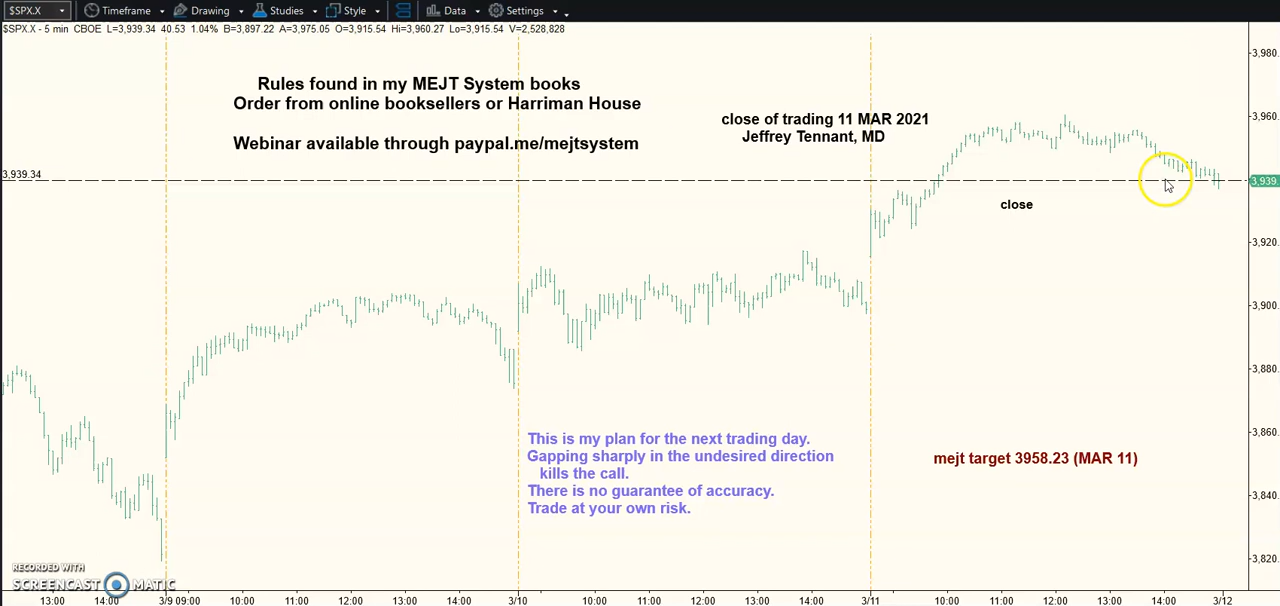 $SPX.X Timeframe Drawing Studies Style Data Settings
$SPX.X - 5 min CBOE L=3,939.34 40.53 1.04% B=3,897.22 A=3,975.05 O=3,915.54 Hi=3,960.27 Lo=3,915.54 V=2,528,828
3,980.
Rules found in my MEJT System books
Order from online booksellers or Harriman House
Webinar available through paypal.me/mejtsystem
close of trading 11 MAR 2021
Jeffrey Tennant, MD
3,960.
3,939.34
3,939.
close
3,920.
3,900.
3,880.
3,860.
3,840.
3,820.
This is my plan for the next trading day.
Gapping sharply in the undesired direction
kills the call.
There is no guarantee of accuracy.
Trade at your own risk.
mejt target 3958.23 (MAR 11)
RECORDED WITH
SCREENCAST MATIC
13:00 14:00 3/9 09:00 10:00 11:00 12:00 13:00 14:00 3/10 10:00 11:00 12:00 13:00 14:00 3/11 10:00 11:00 12:00 13:00 14:00 3/12